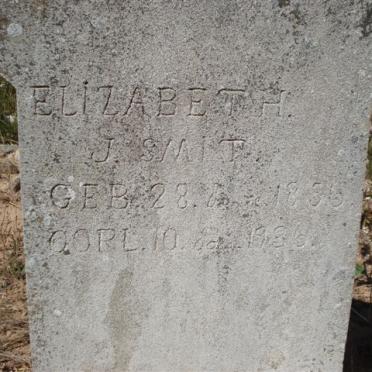 ELIZABETH.
J. SMIT
GEB. 28.
OORL. 10.